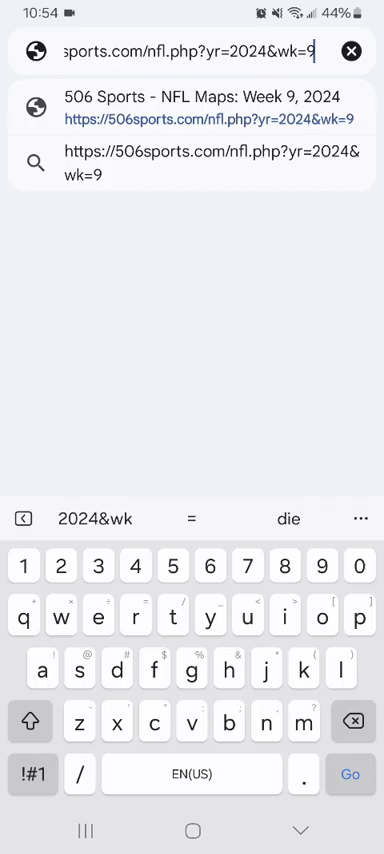 10:54
44%
sports.com/nfl.php?yr=2024&wk=9
506 Sports - NFL Maps: Week 9, 2024
https://506sports.com/nfl.php?yr=2024&wk=9
https://506sports.com/nfl.php?yr=2024&
wk=9
2024&wk = die ...
1 2 3 4 5 6 7 8 9 0
+ × ÷ = / _ < > [ ]
q w e r t y u i o p
! @ # $ % ^ & * ( )
a s d f g h j k l
- ' " : ; , ?
z x c v b n m
!#1 / EN(US) . Go